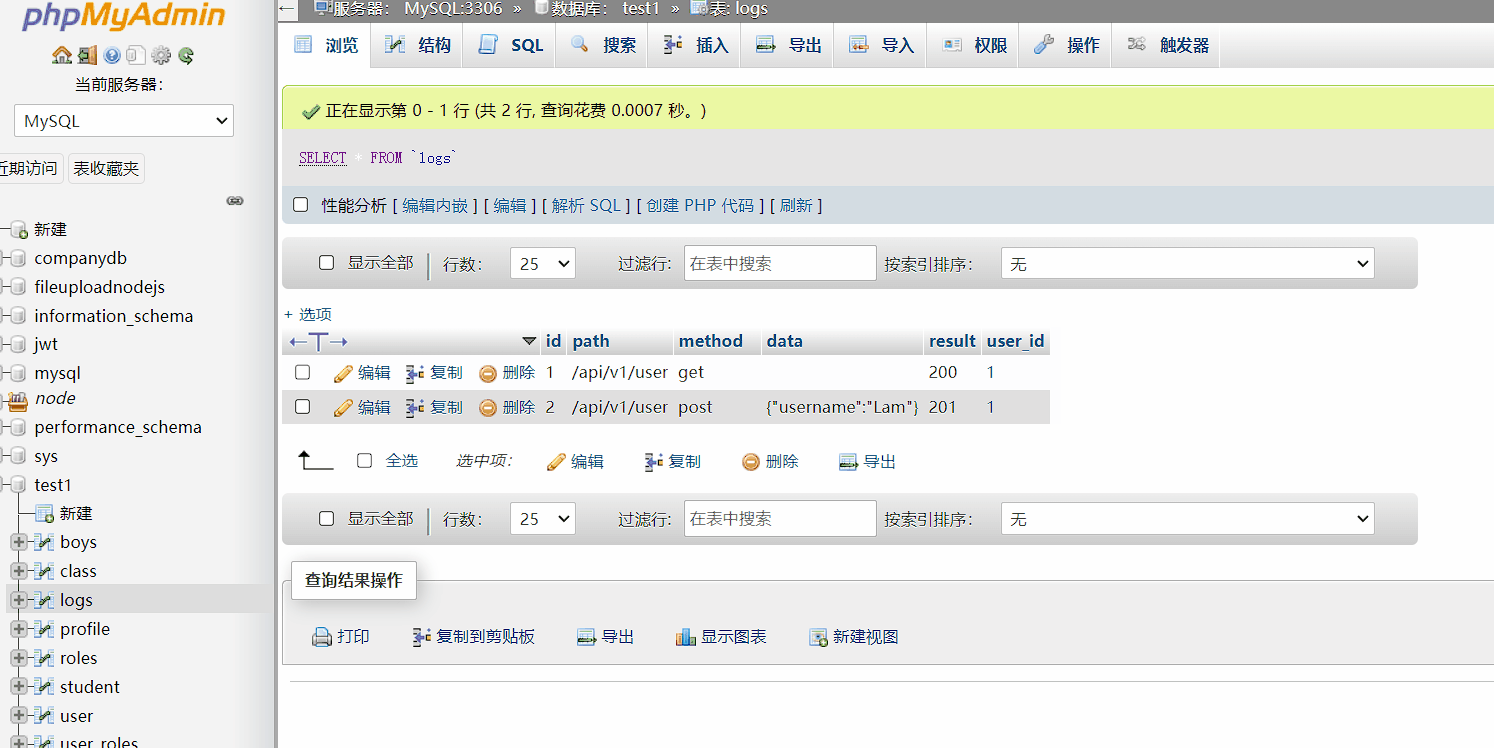 phpMyAdmin
当前服务器：
MySQL
近期访问 表收藏夹
新建
companydb
fileuploadnodejs
information_schema
jwt
mysql
node
performance_schema
sys
test1
新建
boys
class
logs
profile
roles
student
user
user_roles
服务器： MySQL:3306 » 数据库： test1 » 表: logs
浏览 结构 SQL 搜索 插入 导出 导入 权限 操作 触发器
正在显示第 0 - 1 行 (共 2 行, 查询花费 0.0007 秒。)
SELECT * FROM `logs`
性能分析 [ 编辑内嵌 ] [ 编辑 ] [ 解析 SQL ] [ 创建 PHP 代码 ] [ 刷新 ]
显示全部 行数： 25 过滤行: 在表中搜索 按索引排序： 无
+ 选项
←T→ id path method data result user_id
编辑 复制 删除 1 /api/v1/user get 200 1
编辑 复制 删除 2 /api/v1/user post {"username":"Lam"} 201 1
全选 选中项： 编辑 复制 删除 导出
显示全部 行数： 25 过滤行: 在表中搜索 按索引排序： 无
查询结果操作
打印 复制到剪贴板 导出 显示图表 新建视图